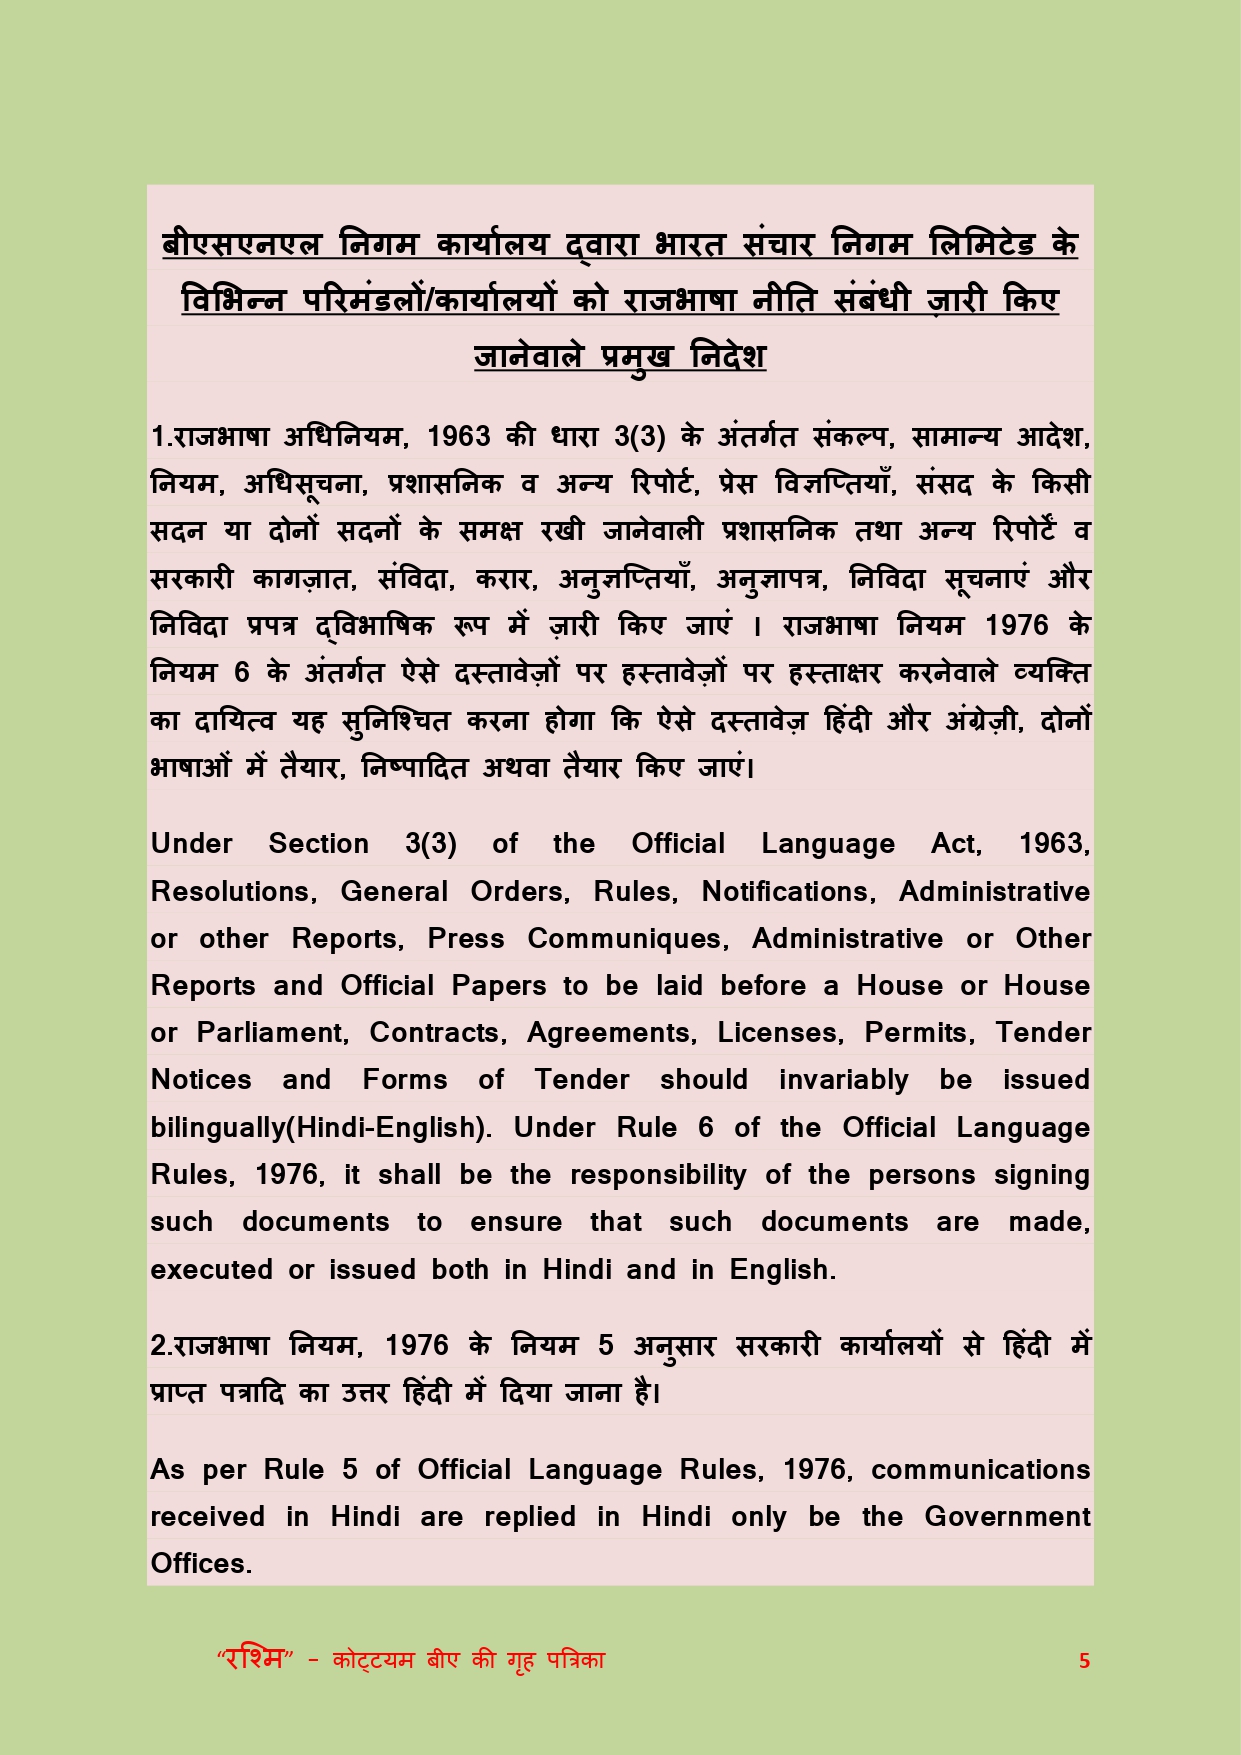 बीएसएनएल निगम कार्यालय द्वारा भारत संचार निगम लिमिटेड के
विभिन्न परिमंडलों/कार्यालयों को राजभाषा नीति संबंधी ज़ारी किए
जानेवाले प्रमुख निदेश
1.राजभाषा अधिनियम, 1963 की धारा 3(3) के अंतर्गत संकल्प, सामान्य आदेश,
नियम, अधिसूचना, प्रशासनिक व अन्य रिपोर्ट, प्रेस विज्ञप्तियाँ, संसद के किसी
सदन या दोनों सदनों के समक्ष रखी जानेवाली प्रशासनिक तथा अन्य रिपोर्टें व
सरकारी कागज़ात, संविदा, करार, अनुज्ञप्तियाँ, अनुज्ञापत्र, निविदा सूचनाएं और
निविदा प्रपत्र द्विभाषिक रूप में ज़ारी किए जाएं । राजभाषा नियम 1976 के
नियम 6 के अंतर्गत ऐसे दस्तावेज़ों पर हस्तावेज़ों पर हस्ताक्षर करनेवाले व्यक्ति
का दायित्व यह सुनिश्चित करना होगा कि ऐसे दस्तावेज़ हिंदी और अंग्रेज़ी, दोनों
भाषाओं में तैयार, निष्पादित अथवा तैयार किए जाएं।
Under Section 3(3) of the Official Language Act, 1963,
Resolutions, General Orders, Rules, Notifications, Administrative
or other Reports, Press Communiques, Administrative or Other
Reports and Official Papers to be laid before a House or House
or Parliament, Contracts, Agreements, Licenses, Permits, Tender
Notices and Forms of Tender should invariably be issued
bilingually(Hindi-English). Under Rule 6 of the Official Language
Rules, 1976, it shall be the responsibility of the persons signing
such documents to ensure that such documents are made,
executed or issued both in Hindi and in English.
2.राजभाषा नियम, 1976 के नियम 5 अनुसार सरकारी कार्यालयों से हिंदी में
प्राप्त पत्रादि का उत्तर हिंदी में दिया जाना है।
As per Rule 5 of Official Language Rules, 1976, communications
received in Hindi are replied in Hindi only be the Government
Offices.
“रश्मि” – कोट्टयम बीए की गृह पत्रिका 5